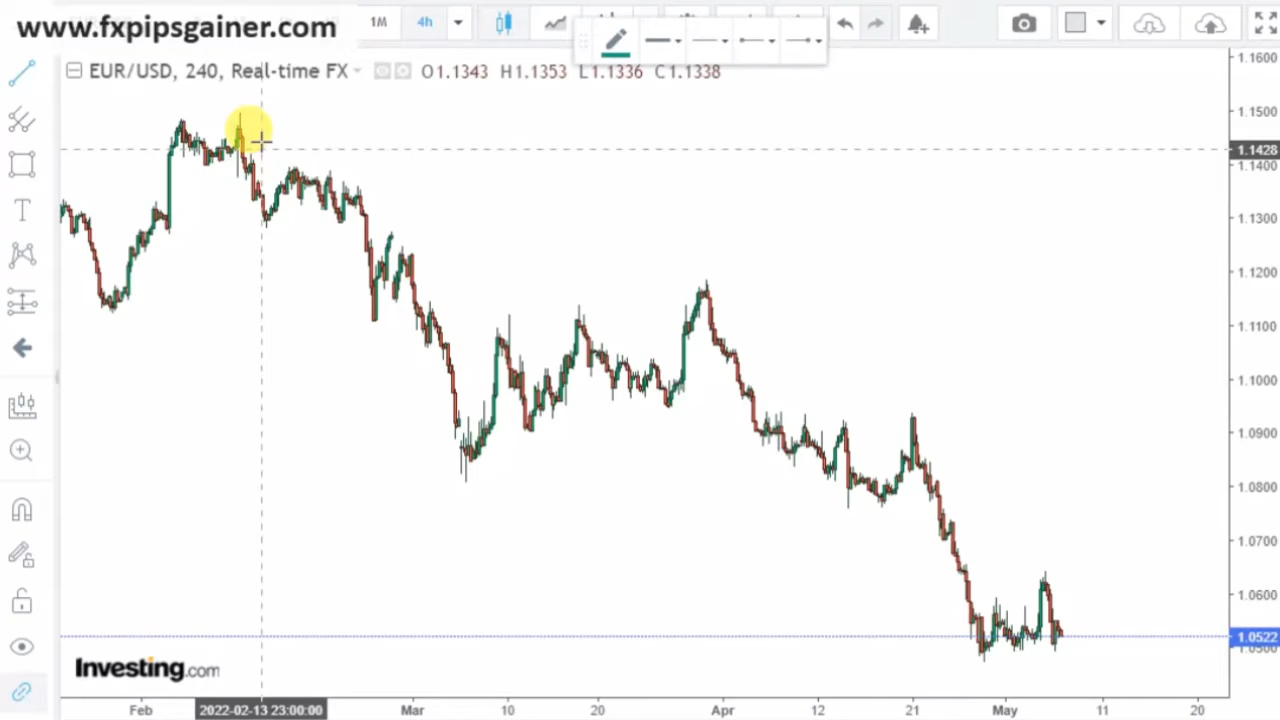 www.fxpipsgainer.com
1M 4h
EUR/USD, 240, Real-time FX O1.1343 H1.1353 L1.1336 C1.1338
1.1600
1.1500
1.1428
1.1400
1.1300
1.1200
1.1100
1.1000
1.0900
1.0800
1.0700
1.0600
1.0522
1.0500
Investing.com
Feb 2022-02-13 23:00:00 Mar 10 20 Apr 12 21 May 11 20